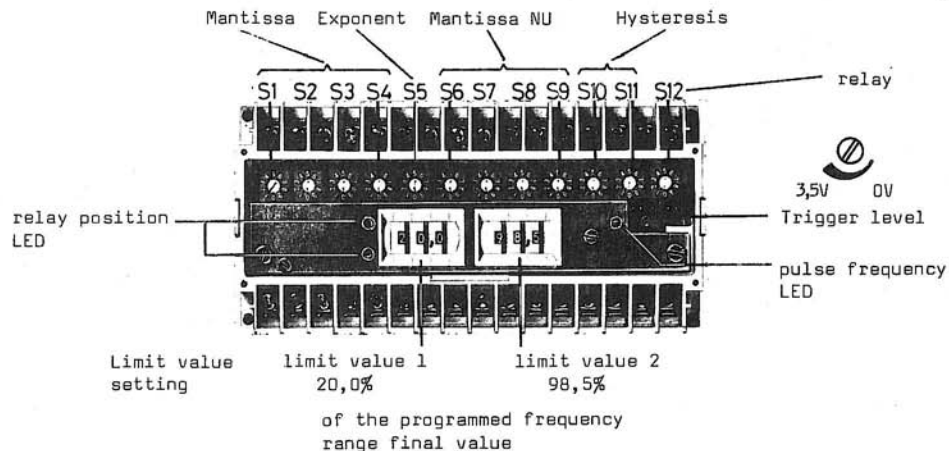 Mantissa Exponent Mantissa NU Hysteresis
S1 S2 S3 S4 S5 S6 S7 S8 S9 S10 S11 S12 relay
3,5V 0V
relay position
LED
Trigger level
20,0 98,5
pulse frequency
LED
Limit value limit value 1 limit value 2
setting 20,0% 98,5%
of the programmed frequency
range final value